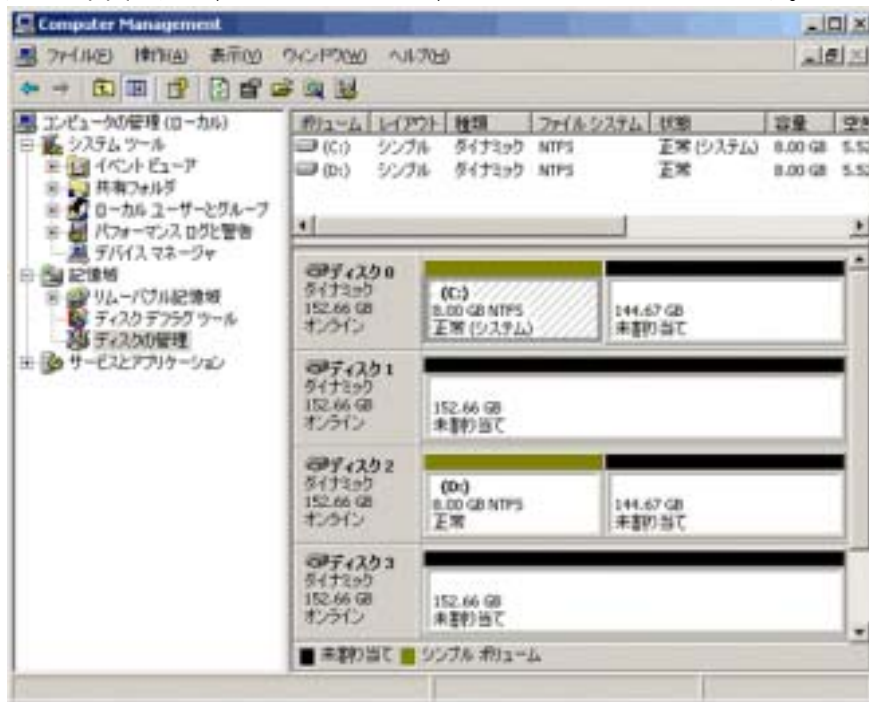 Computer Management
ファイル(F) 操作(A) 表示(V) ウィンドウ(W) ヘルプ(H)
コンピュータの管理 (ローカル)
システム ツール
イベント ビューア
共有フォルダ
ローカル ユーザーとグループ
パフォーマンス ログと警告
デバイス マネージャ
記憶域
リムーバブル記憶域
ディスク デフラグ ツール
ディスクの管理
サービスとアプリケーション
ボリューム レイアウト 種類 ファイル システム 状態 容量 空き
(C:) シンプル ダイナミック NTFS 正常 (システム) 8.00 GB 5.52
(D:) シンプル ダイナミック NTFS 正常 8.00 GB 5.52
ディスク 0
ダイナミック
152.66 GB
オンライン
(C:)
8.00 GB NTFS
正常 (システム)
144.67 GB
未割り当て
ディスク 1
ダイナミック
152.66 GB
オンライン
152.66 GB
未割り当て
ディスク 2
ダイナミック
152.66 GB
オンライン
(D:)
8.00 GB NTFS
正常
144.67 GB
未割り当て
ディスク 3
ダイナミック
152.66 GB
オンライン
152.66 GB
未割り当て
未割り当て シンプル ボリューム